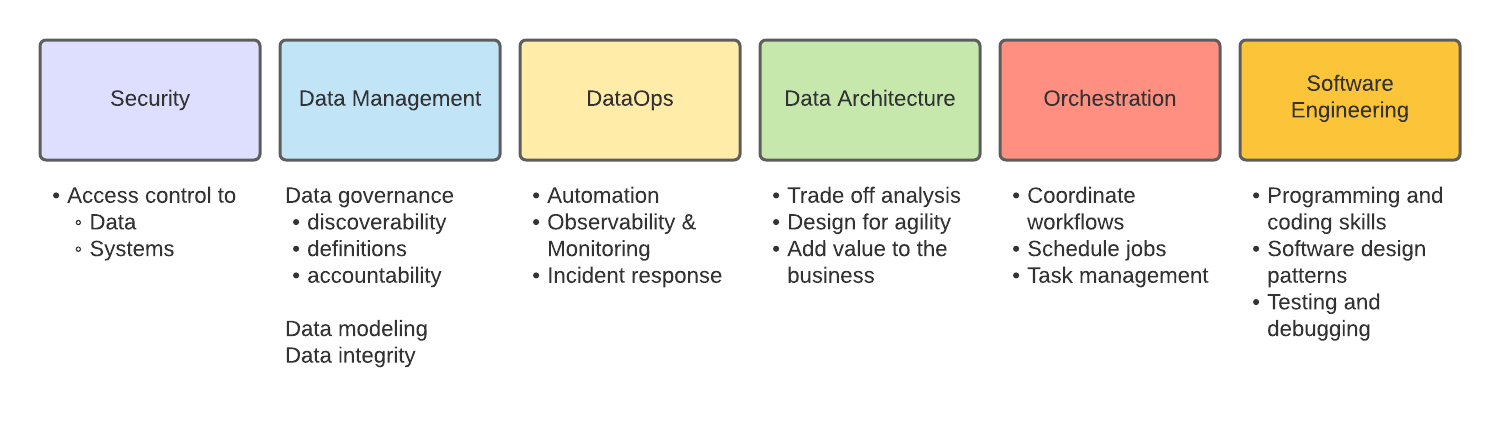 Security
• Access control to
◦ Data
◦ Systems
Data Management
Data governance
• discoverability
• definitions
• accountability
Data modeling
Data integrity
DataOps
• Automation
• Observability &
Monitoring
• Incident response
Data Architecture
• Trade off analysis
• Design for agility
• Add value to the
business
Orchestration
• Coordinate
workflows
• Schedule jobs
• Task management
Software
Engineering
• Programming and
coding skills
• Software design
patterns
• Testing and
debugging